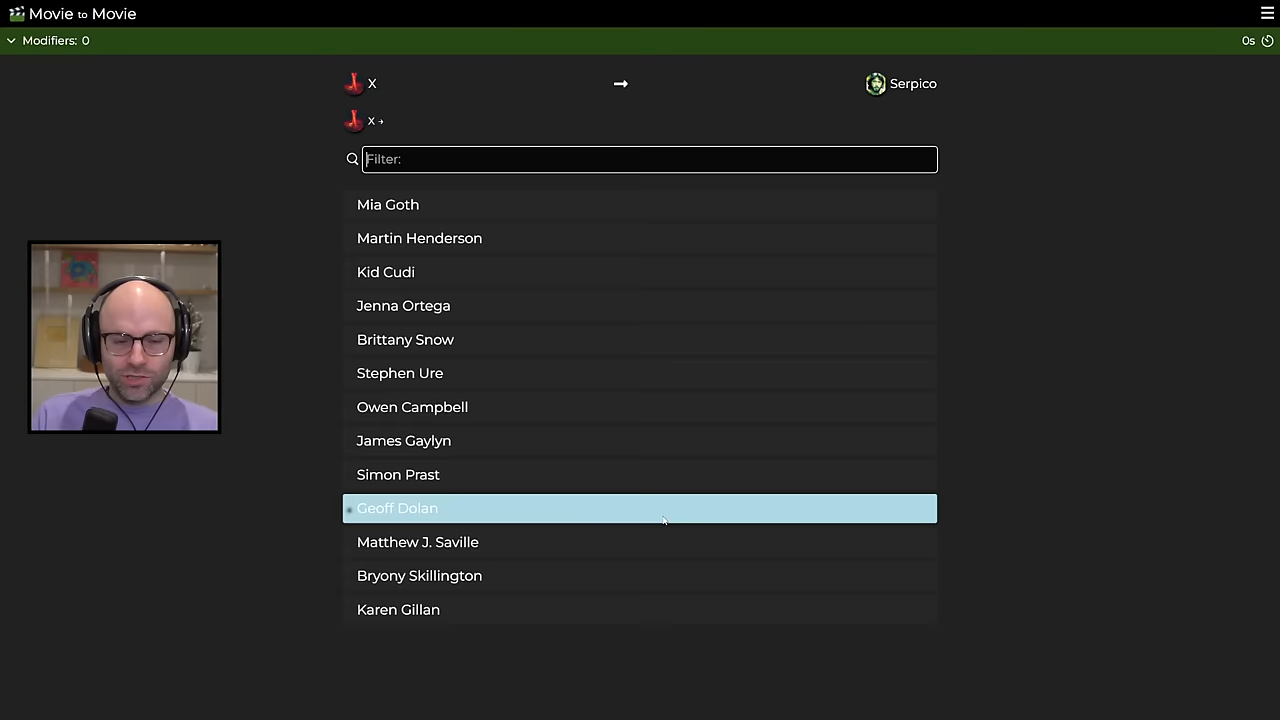 Movie to Movie
Modifiers: 0
0s
X
Serpico
X →
Filter:
Mia Goth
Martin Henderson
Kid Cudi
Jenna Ortega
Brittany Snow
Stephen Ure
Owen Campbell
James Gaylyn
Simon Prast
Geoff Dolan
Matthew J. Saville
Bryony Skillington
Karen Gillan